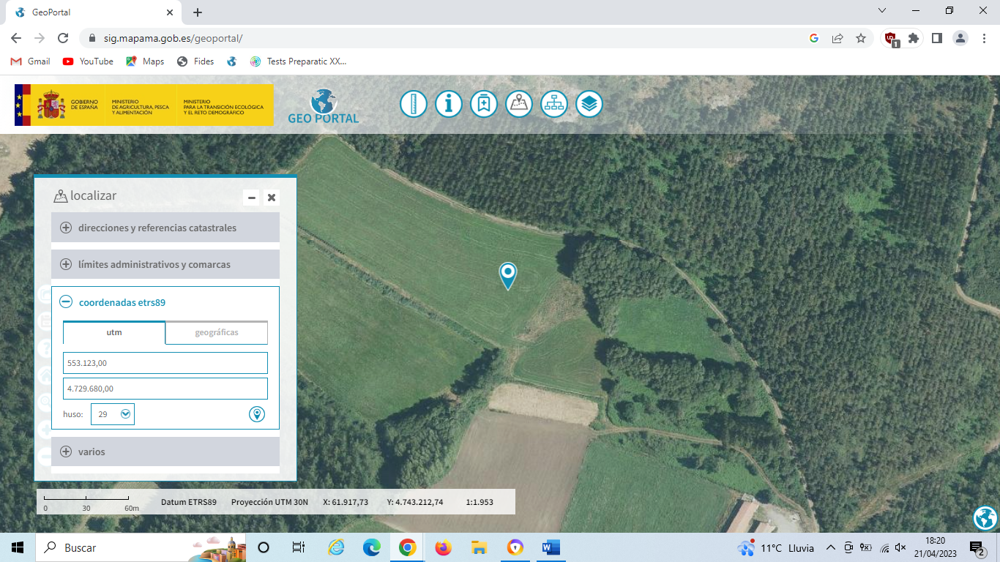 GeoPortal
sig.mapama.gob.es/geoportal/
1
Gmail YouTube Maps Fides Tests Preparatic XX...
GOBIERNO
DE ESPAÑA
MINISTERIO
DE AGRICULTURA, PESCA
Y ALIMENTACIÓN
MINISTERIO
PARA LA TRANSICIÓN ECOLÓGICA
Y EL RETO DEMOGRÁFICO
GEO PORTAL
localizar
direcciones y referencias catastrales
límites administrativos y comarcas
coordenadas etrs89
utm geográficas
553.123,00
4.729.680,00
huso: 29
varios
0 30 60m
Datum ETRS89 Proyección UTM 30N X: 61.917,73 Y: 4.743.212,74 1:1.953
Buscar
11°C Lluvia
18:20
21/04/2023
2